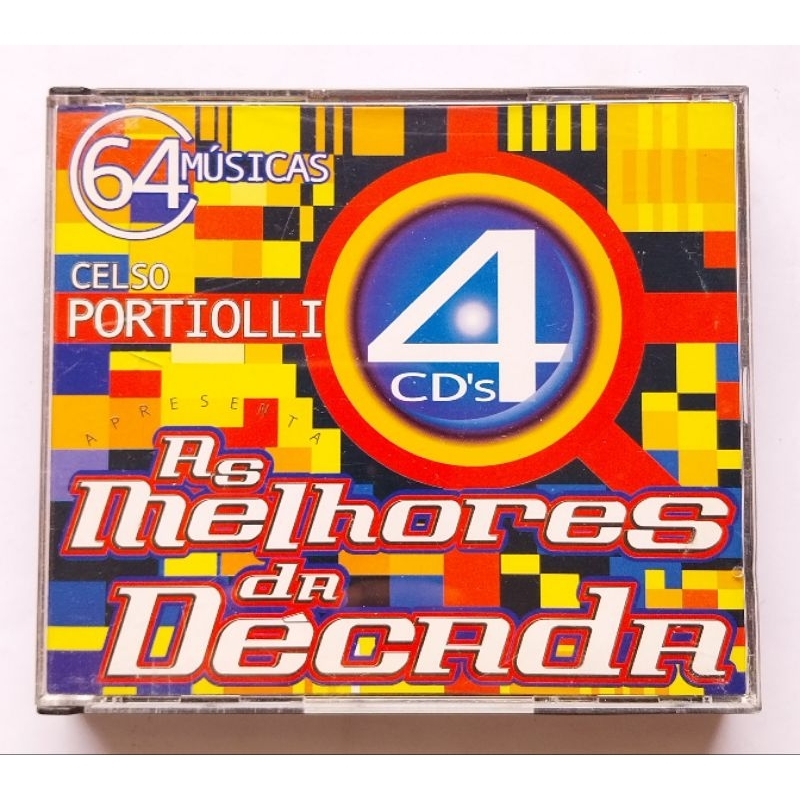 64 MÚSICAS
CELSO
PORTIOLLI
4
CD's
APRESENTA
As
melhores
da
Década